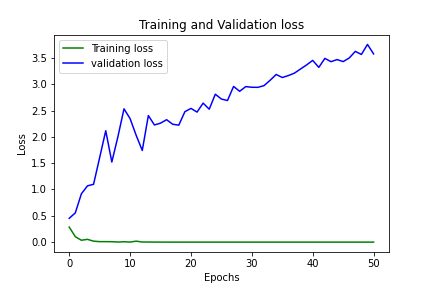 Training and Validation loss
Training loss
validation loss
Loss
3.5
3.0
2.5
2.0
1.5
1.0
0.5
0.0
0 10 20 30 40 50
Epochs